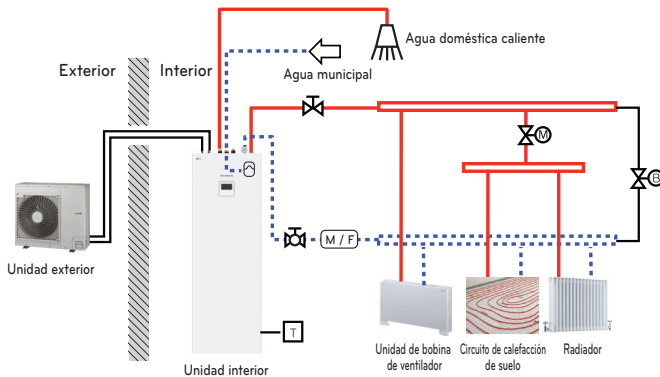 Agua doméstica caliente
Exterior
Interior
Agua municipal
M
B
M / F
Unidad exterior
T
Unidad interior
Unidad de bobina
de ventilador
Circuito de calefacción
de suelo
Radiador